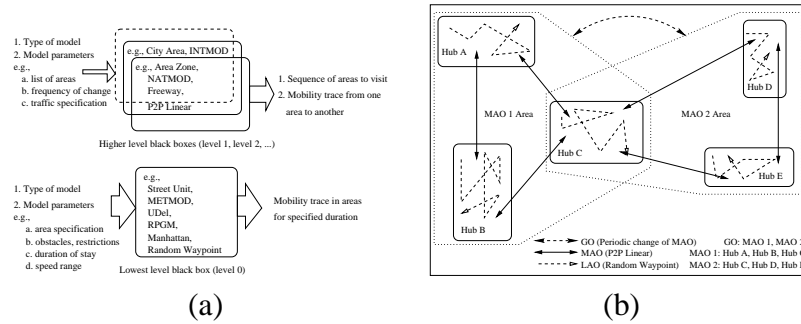 (a)
1. Type of model
2. Model parameters
e.g.,
a. list of areas
b. frequency of change
c. traffic specification
e.g., City Area, INTMOD
e.g., Area Zone,
NATMOD,
Freeway,
P2P Linear
1. Sequence of areas to visit
2. Mobility trace from one
area to another
Higher level black boxes (level 1, level 2, ...)
1. Type of model
2. Model parameters
e.g.,
a. area specification
b. obstacles, restrictions
c. duration of stay
d. speed range
e.g.,
Street Unit,
METMOD,
UDel,
RPGM,
Manhattan,
Random Waypoint
Mobility trace in areas
for specified duration
Lowest level black box (level 0)
(a)
(b)
Hub A
Hub D
MAO 1 Area
MAO 2 Area
Hub C
Hub E
Hub B
GO (Periodic change of MAO)
MAO (P2P Linear)
LAO (Random Waypoint)
GO: MAO 1, MAO 2
MAO 1: Hub A, Hub B, Hub C
MAO 2: Hub C, Hub D, Hub E
(b)